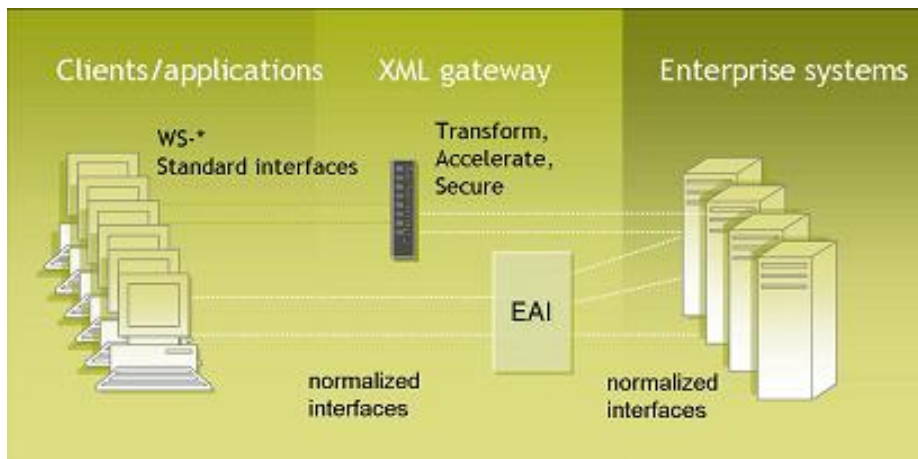 Clients/applications
XML gateway
Enterprise systems
WS-*
Standard interfaces
Transform,
Accelerate,
Secure
EAI
normalized
interfaces
normalized
interfaces